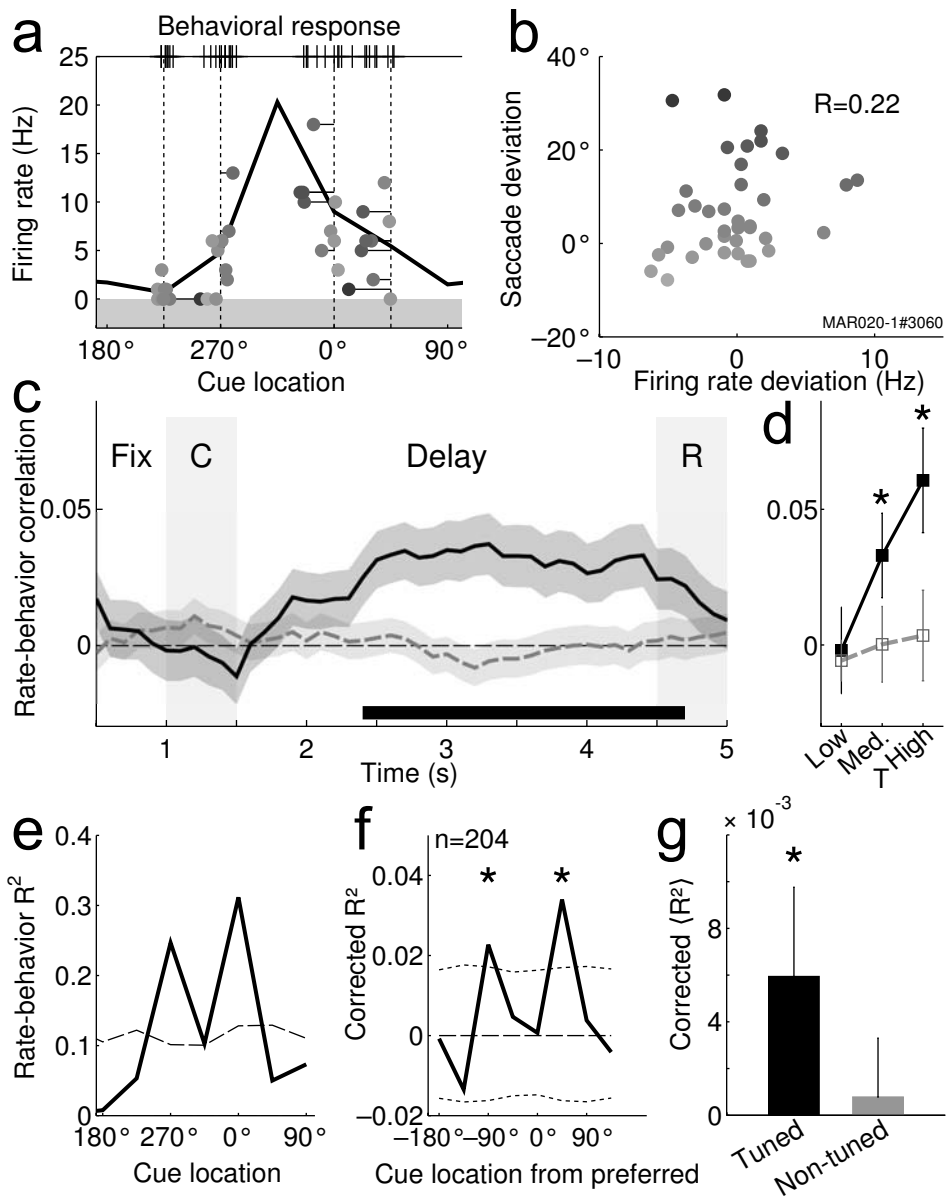 a
Behavioral response
25
20
15
10
5
0
Firing rate (Hz)
180° 270° 0° 90°
Cue location
b
40°
20°
0°
−20°
Saccade deviation
R=0.22
MAR020-1#3060
−10 0 10
Firing rate deviation (Hz)
c
Fix C Delay R
0.05
0
Rate-behavior correlation
1 2 3 4 5
Time (s)
d
* *
0.05
0
Low Med. High
T
e
0.4
0.3
0.2
0.1
0
Rate-behavior R²
180° 270° 0° 90°
Cue location
f
n=204
* *
0.04
0.02
0
−0.02
Corrected R²
−180° −90° 0° 90°
Cue location from preferred
g
× 10⁻³
*
8
4
0
Corrected ⟨R²⟩
Tuned Non-tuned